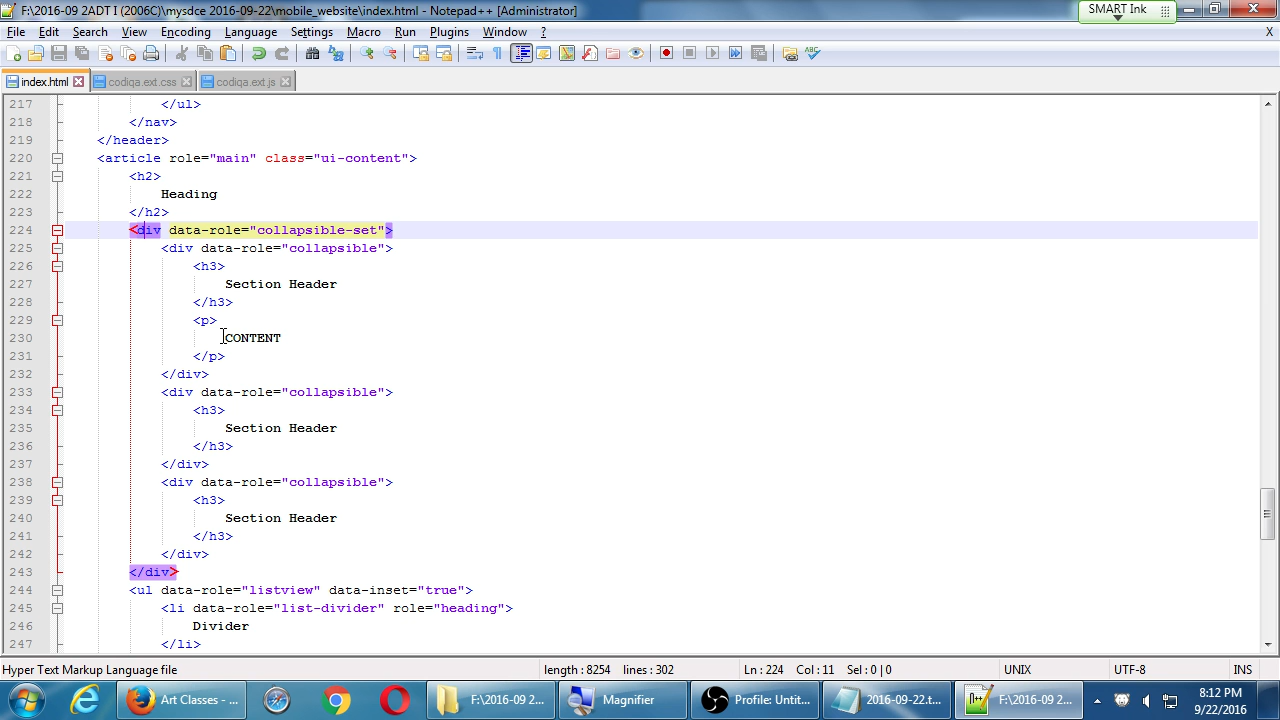 F:\2016-09 2ADT I (2006C)\mysdce 2016-09-22\mobile_website\index.html - Notepad++ [Administrator]
SMART Ink
File Edit Search View Encoding Language Settings Macro Run Plugins Window ? X
index.html codiqa.ext.css codiqa.ext.js
217 </ul>
218 </nav>
219 </header>
220 <article role="main" class="ui-content">
221 <h2>
222 Heading
223 </h2>
224 <div data-role="collapsible-set">
225 <div data-role="collapsible">
226 <h3>
227 Section Header
228 </h3>
229 <p>
230 CONTENT
231 </p>
232 </div>
233 <div data-role="collapsible">
234 <h3>
235 Section Header
236 </h3>
237 </div>
238 <div data-role="collapsible">
239 <h3>
240 Section Header
241 </h3>
242 </div>
243 </div>
244 <ul data-role="listview" data-inset="true">
245 <li data-role="list-divider" role="heading">
246 Divider
247 </li>
Hyper Text Markup Language file length : 8254 lines : 302 Ln : 224 Col : 11 Sel : 0 | 0 UNIX UTF-8 INS
Art Classes - ... F:\2016-09 2... Magnifier Profile: Untit... 2016-09-22.t... F:\2016-09 2... 8:12 PM
9/22/2016